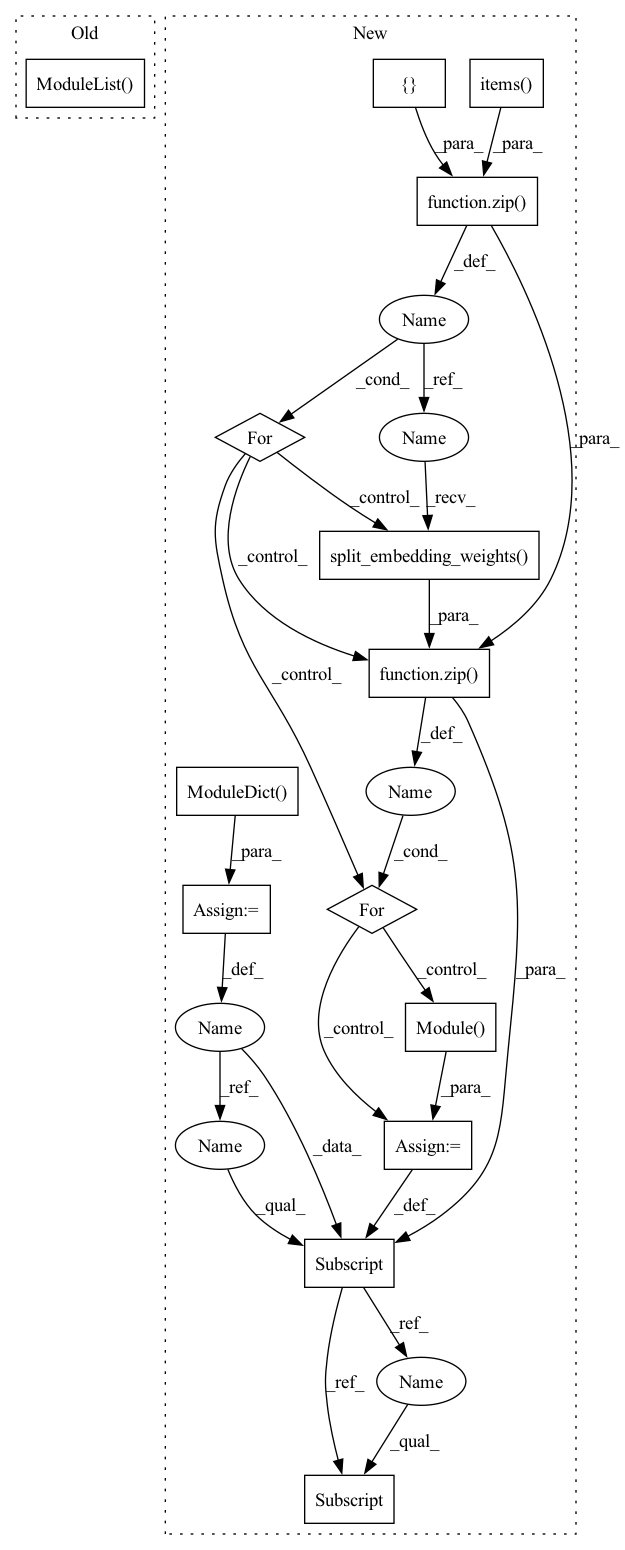 Old
New
ModuleList()
{}
items()
_para_
_para_
function.zip()
_def_
Name
_cond_
_ref_
_para_
For
Name
_control_
_recv_
_control_
split_embedding_weights()
_para_
_control_
function.zip()
_def_
ModuleDict()
Name
_para_
_cond_
Assign:=
For
_def_
_control_
_para_
_control_
Name
Module()
_ref_
_para_
Name
_data_
Assign:=
_qual_
_def_
Subscript
_ref_
_ref_
Name
_qual_
Subscript